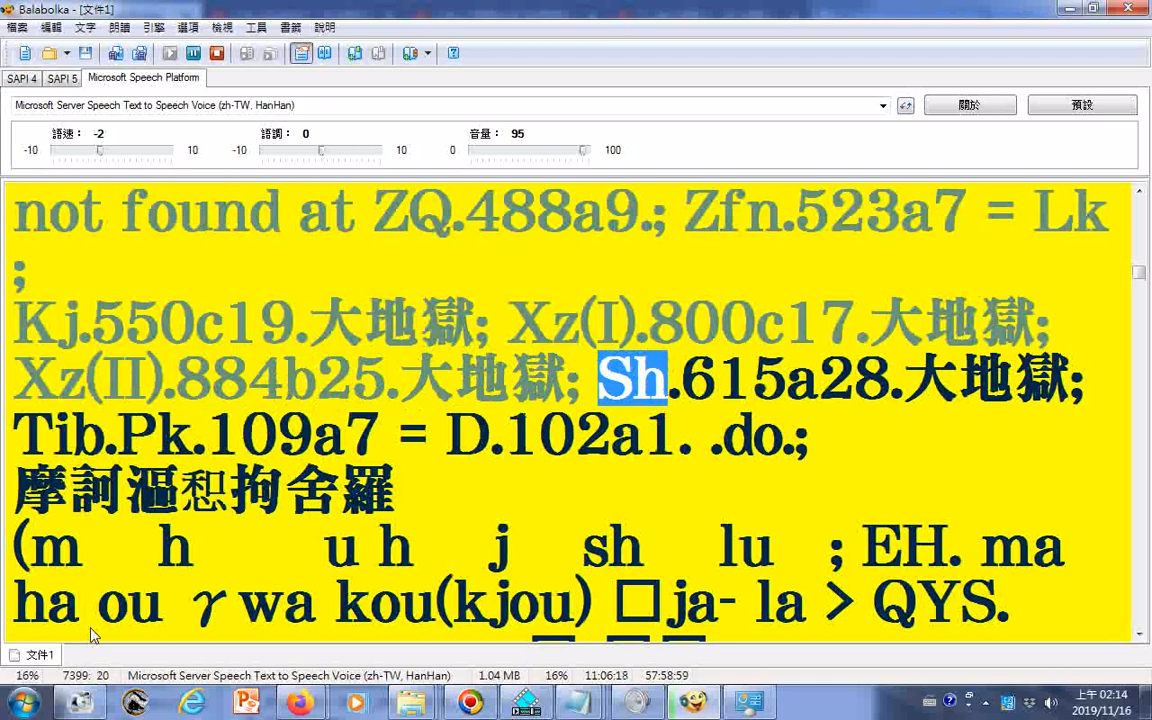 Balabolka - [文件1]
檔案 編輯 文字 朗讀 引擎 選項 檢視 工具 書籤 說明
SAPI 4 SAPI 5 Microsoft Speech Platform
Microsoft Server Speech Text to Speech Voice (zh-TW, HanHan) 關於 預設
語速： -2 語調： 0 音量： 95
-10 10 -10 10 0 100
not found at ZQ.488a9.; Zfn.523a7 = Lk
;
Kj.550c19.大地獄; Xz(I).800c17.大地獄;
Xz(II).884b25.大地獄; Sh.615a28.大地獄;
Tib.Pk.109a7 = D.102a1. .do.;
摩訶漚惒拘舍羅
(m h u h j sh lu ; EH. ma
ha ou γwa kou(kjou) □ja- la > QYS.
文件1
16% 7399: 20 Microsoft Server Speech Text to Speech Voice (zh-TW, HanHan) 1.04 MB 16% 11:06:18 57:58:59
上午 02:14
2019/11/16